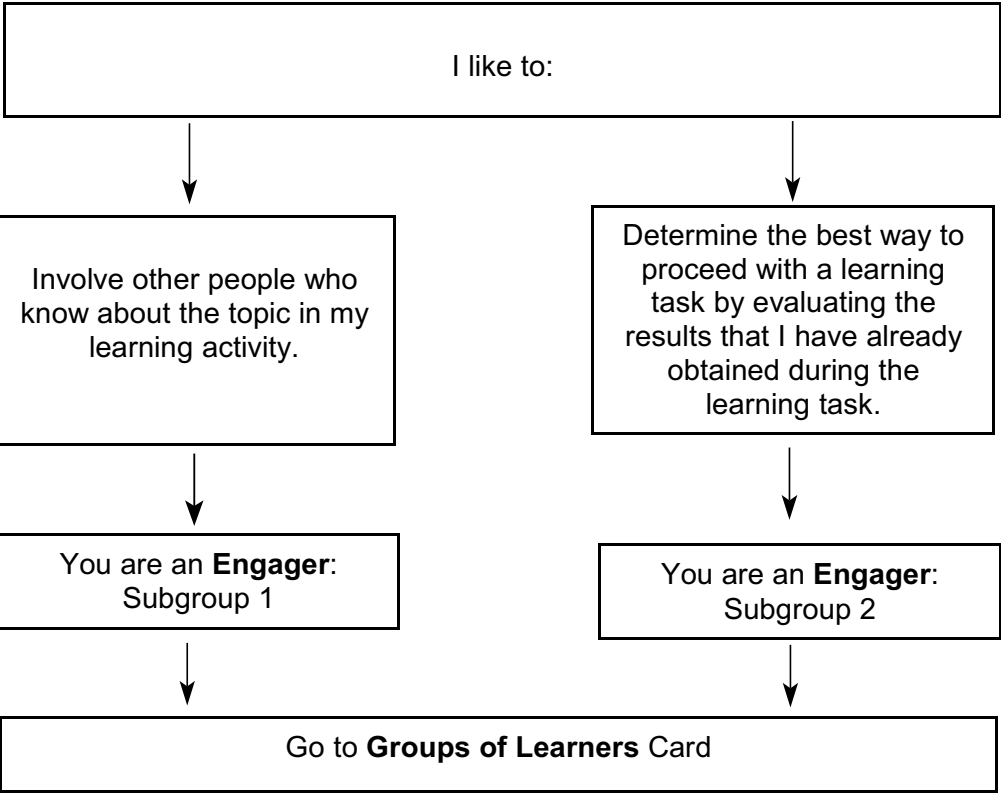 I like to:
Involve other people who
know about the topic in my
learning activity.
Determine the best way to
proceed with a learning
task by evaluating the
results that I have already
obtained during the
learning task.
You are an Engager:
Subgroup 1
You are an Engager:
Subgroup 2
Go to Groups of Learners Card